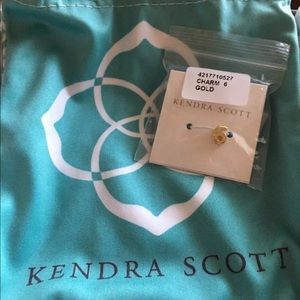 4217710527
CHARM 6
GOLD
KENDRA SCOTT
KENDRA SCOTT